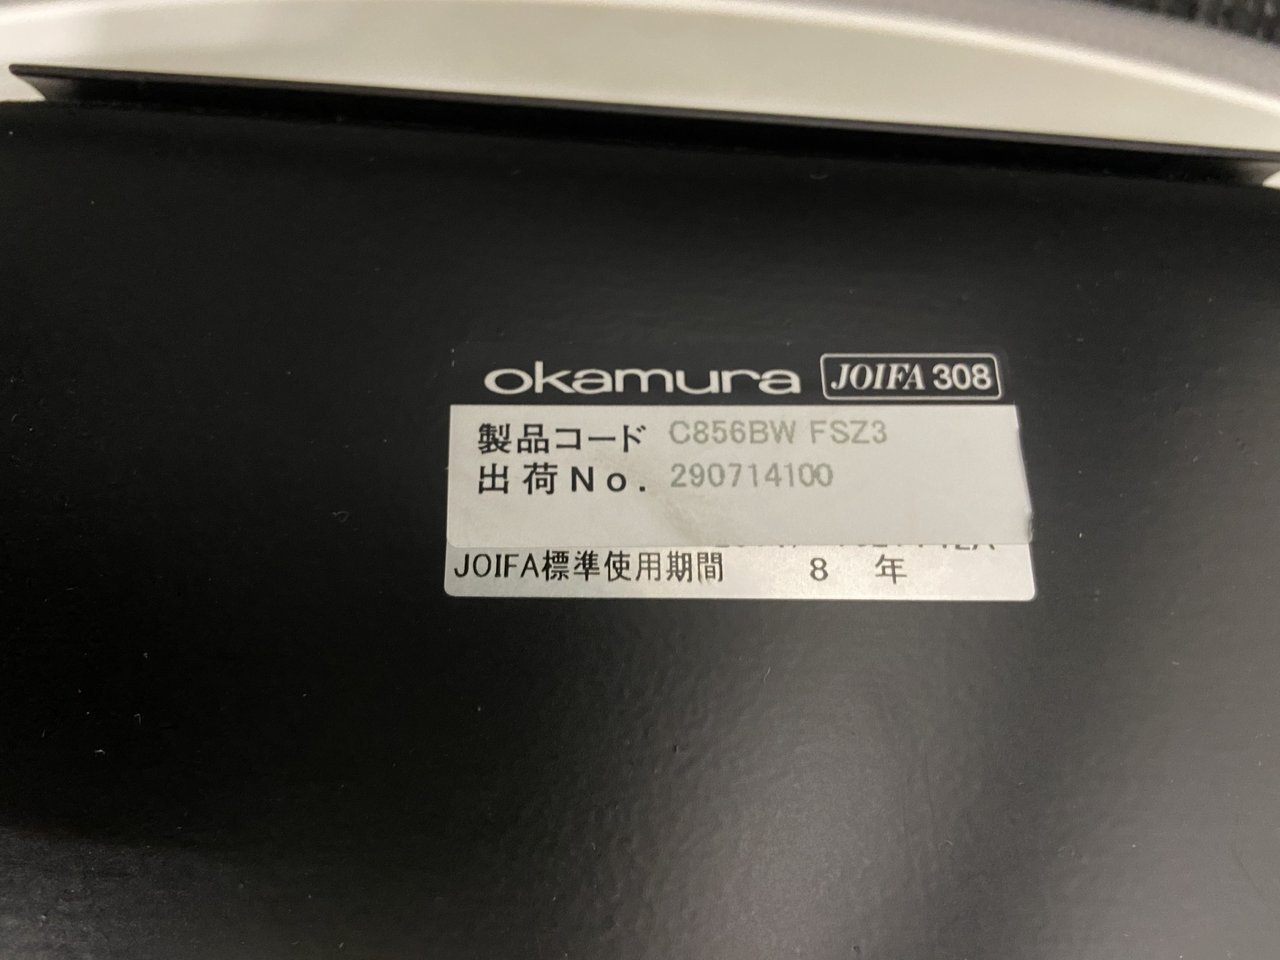 okamura JOIFA 308
製品コード C856BW FSZ3
出荷No. 290714100
JOIFA標準使用期間 8 年